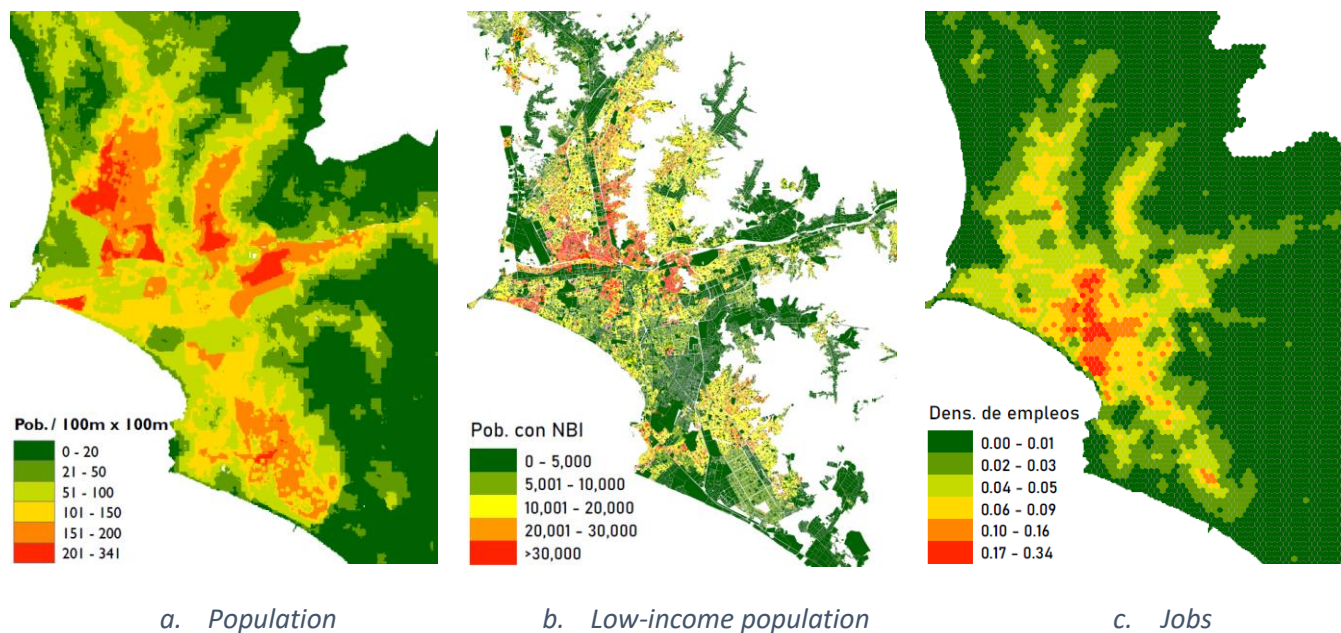 Pob. / 100m x 100m
0 - 20
21 - 50
51 - 100
101 - 150
151 - 200
201 - 341
Pob. con NBI
0 – 5,000
5,001 – 10,000
10,001 – 20,000
20,001 – 30,000
>30,000
Dens. de empleos
0.00 – 0.01
0.02 – 0.03
0.04 – 0.05
0.06 – 0.09
0.10 – 0.16
0.17 – 0.34
a. Population
b. Low-income population
c. Jobs